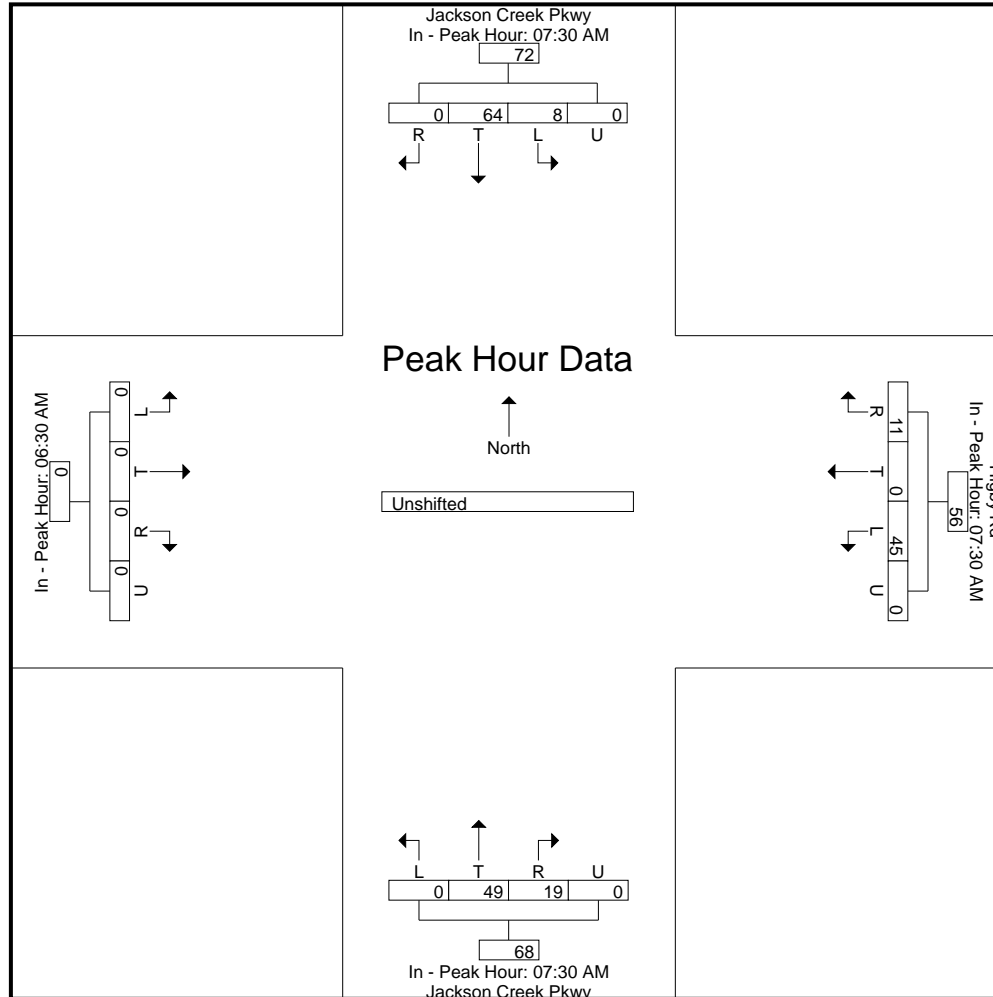 Jackson Creek Pkwy
In - Peak Hour: 07:30 AM
72
0 64 8 0
R T L U
Peak Hour Data
North
Unshifted
In - Peak Hour: 06:30 AM
0
0 0 0 0
L T R U
In - Peak Hour: 07:30 AM
56
11 0 45 0
R T L U
L T R U
0 49 19 0
68
In - Peak Hour: 07:30 AM
Jackson Creek Pkwy